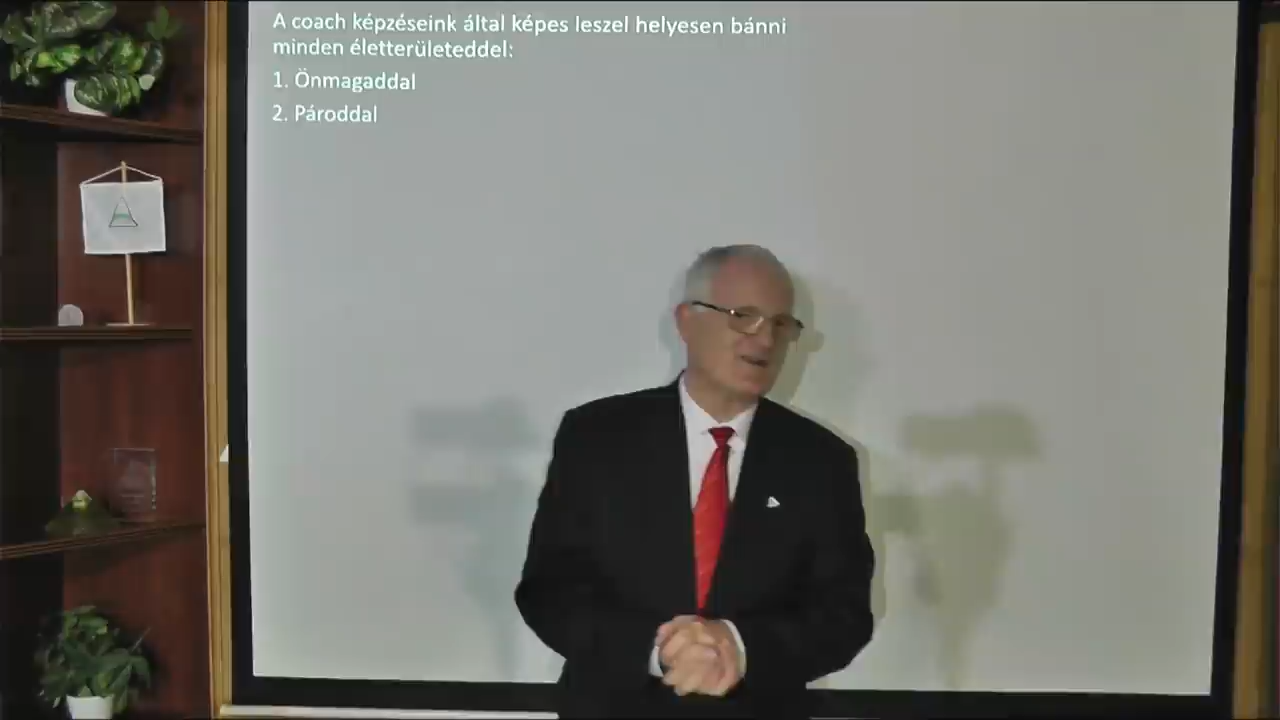 A coach képzéseink által képes leszel helyesen bánni
minden életterületeddel:
1. Önmagaddal
2. Pároddal